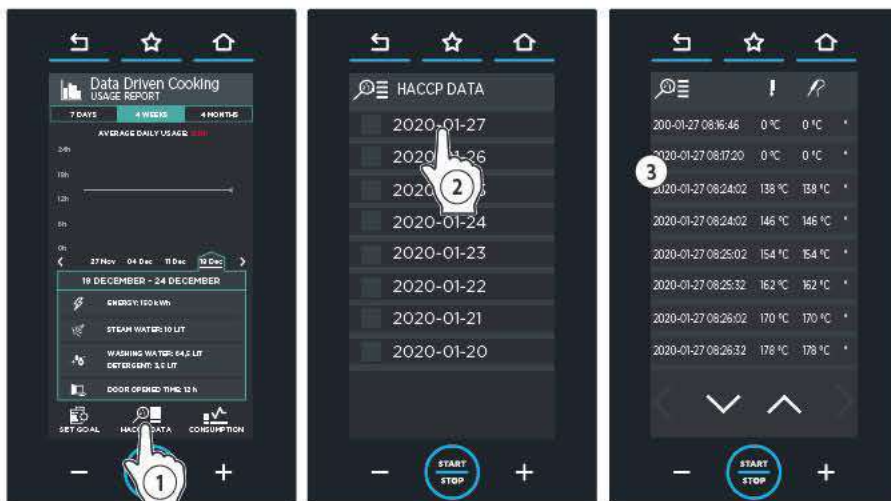 Data Driven Cooking
USAGE REPORT
7 DAYS 4 WEEKS 4 MONTHS
AVERAGE DAILY USAGE:
24h
18h
12h
6h
0h
27 Nov 04 Dec 11 Dec 19 Dec
19 DECEMBER - 24 DECEMBER
ENERGY: 150 kWh
STEAM WATER: 10 LIT
WASHING WATER: 64,5 LIT
DETERGENT: 3,5 LIT
DOOR OPENED TIME: 12 h
SET GOAL HACCP DATA CONSUMPTION
- 1 +
HACCP DATA
2020-01-27
2020-01-26
2
2020-01-24
2020-01-23
2020-01-22
2020-01-21
2020-01-20
- START STOP +
200-01-27 08:16:46 0 °C 0 °C *
2020-01-27 08:17:20 0 °C 0 °C *
3
2020-01-27 08:24:02 138 °C 138 °C *
2020-01-27 08:24:02 146 °C 146 °C *
2020-01-27 08:25:02 154 °C 154 °C *
2020-01-27 08:25:32 162 °C 162 °C *
2020-01-27 08:26:02 170 °C 170 °C *
2020-01-27 08:26:32 178 °C 178 °C *
- START STOP +